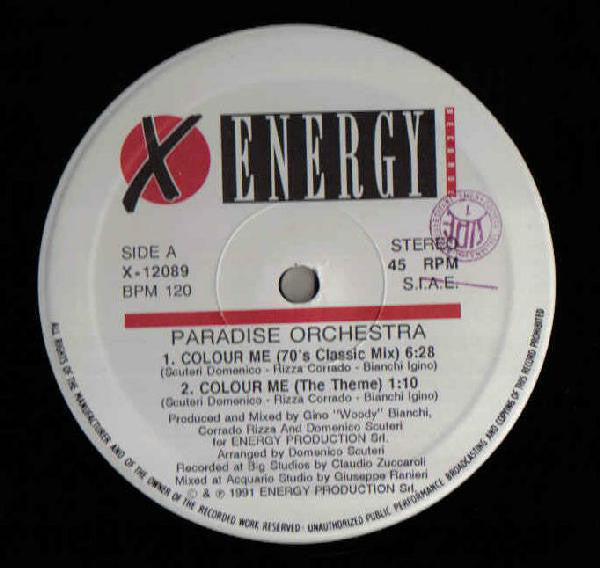 X ENERGY
RECORDS
SIDE A
X-12089
BPM 120
STEREO
45 RPM
S.I.A.E.
PARADISE ORCHESTRA
1. COLOUR ME (70's Classic Mix) 6:28
(Scuteri Domenico - Rizza Corrado - Bianchi Igino)
2. COLOUR ME (The Theme) 1:10
(Scuteri Domenico - Rizza Corrado - Bianchi Igino)
Produced and Mixed by Gino "Woody" Bianchi,
Corrado Rizza And Domenico Scuteri
for ENERGY PRODUCTION Srl.
Arranged by Domenico Scuteri
Recorded at Big Studios by Claudio Zuccaroli
Mixed at Acquario Studio by Giuseppe Ranieri
© & ℗ 1991 ENERGY PRODUCTION Srl.
ALL RIGHTS OF THE MANUFACTURER AND OF THE OWNER OF THE RECORDED WORK RESERVED · UNAUTHORIZED PUBLIC PERFORMANCE BROADCASTING AND COPYING OF THIS RECORD PROHIBITED